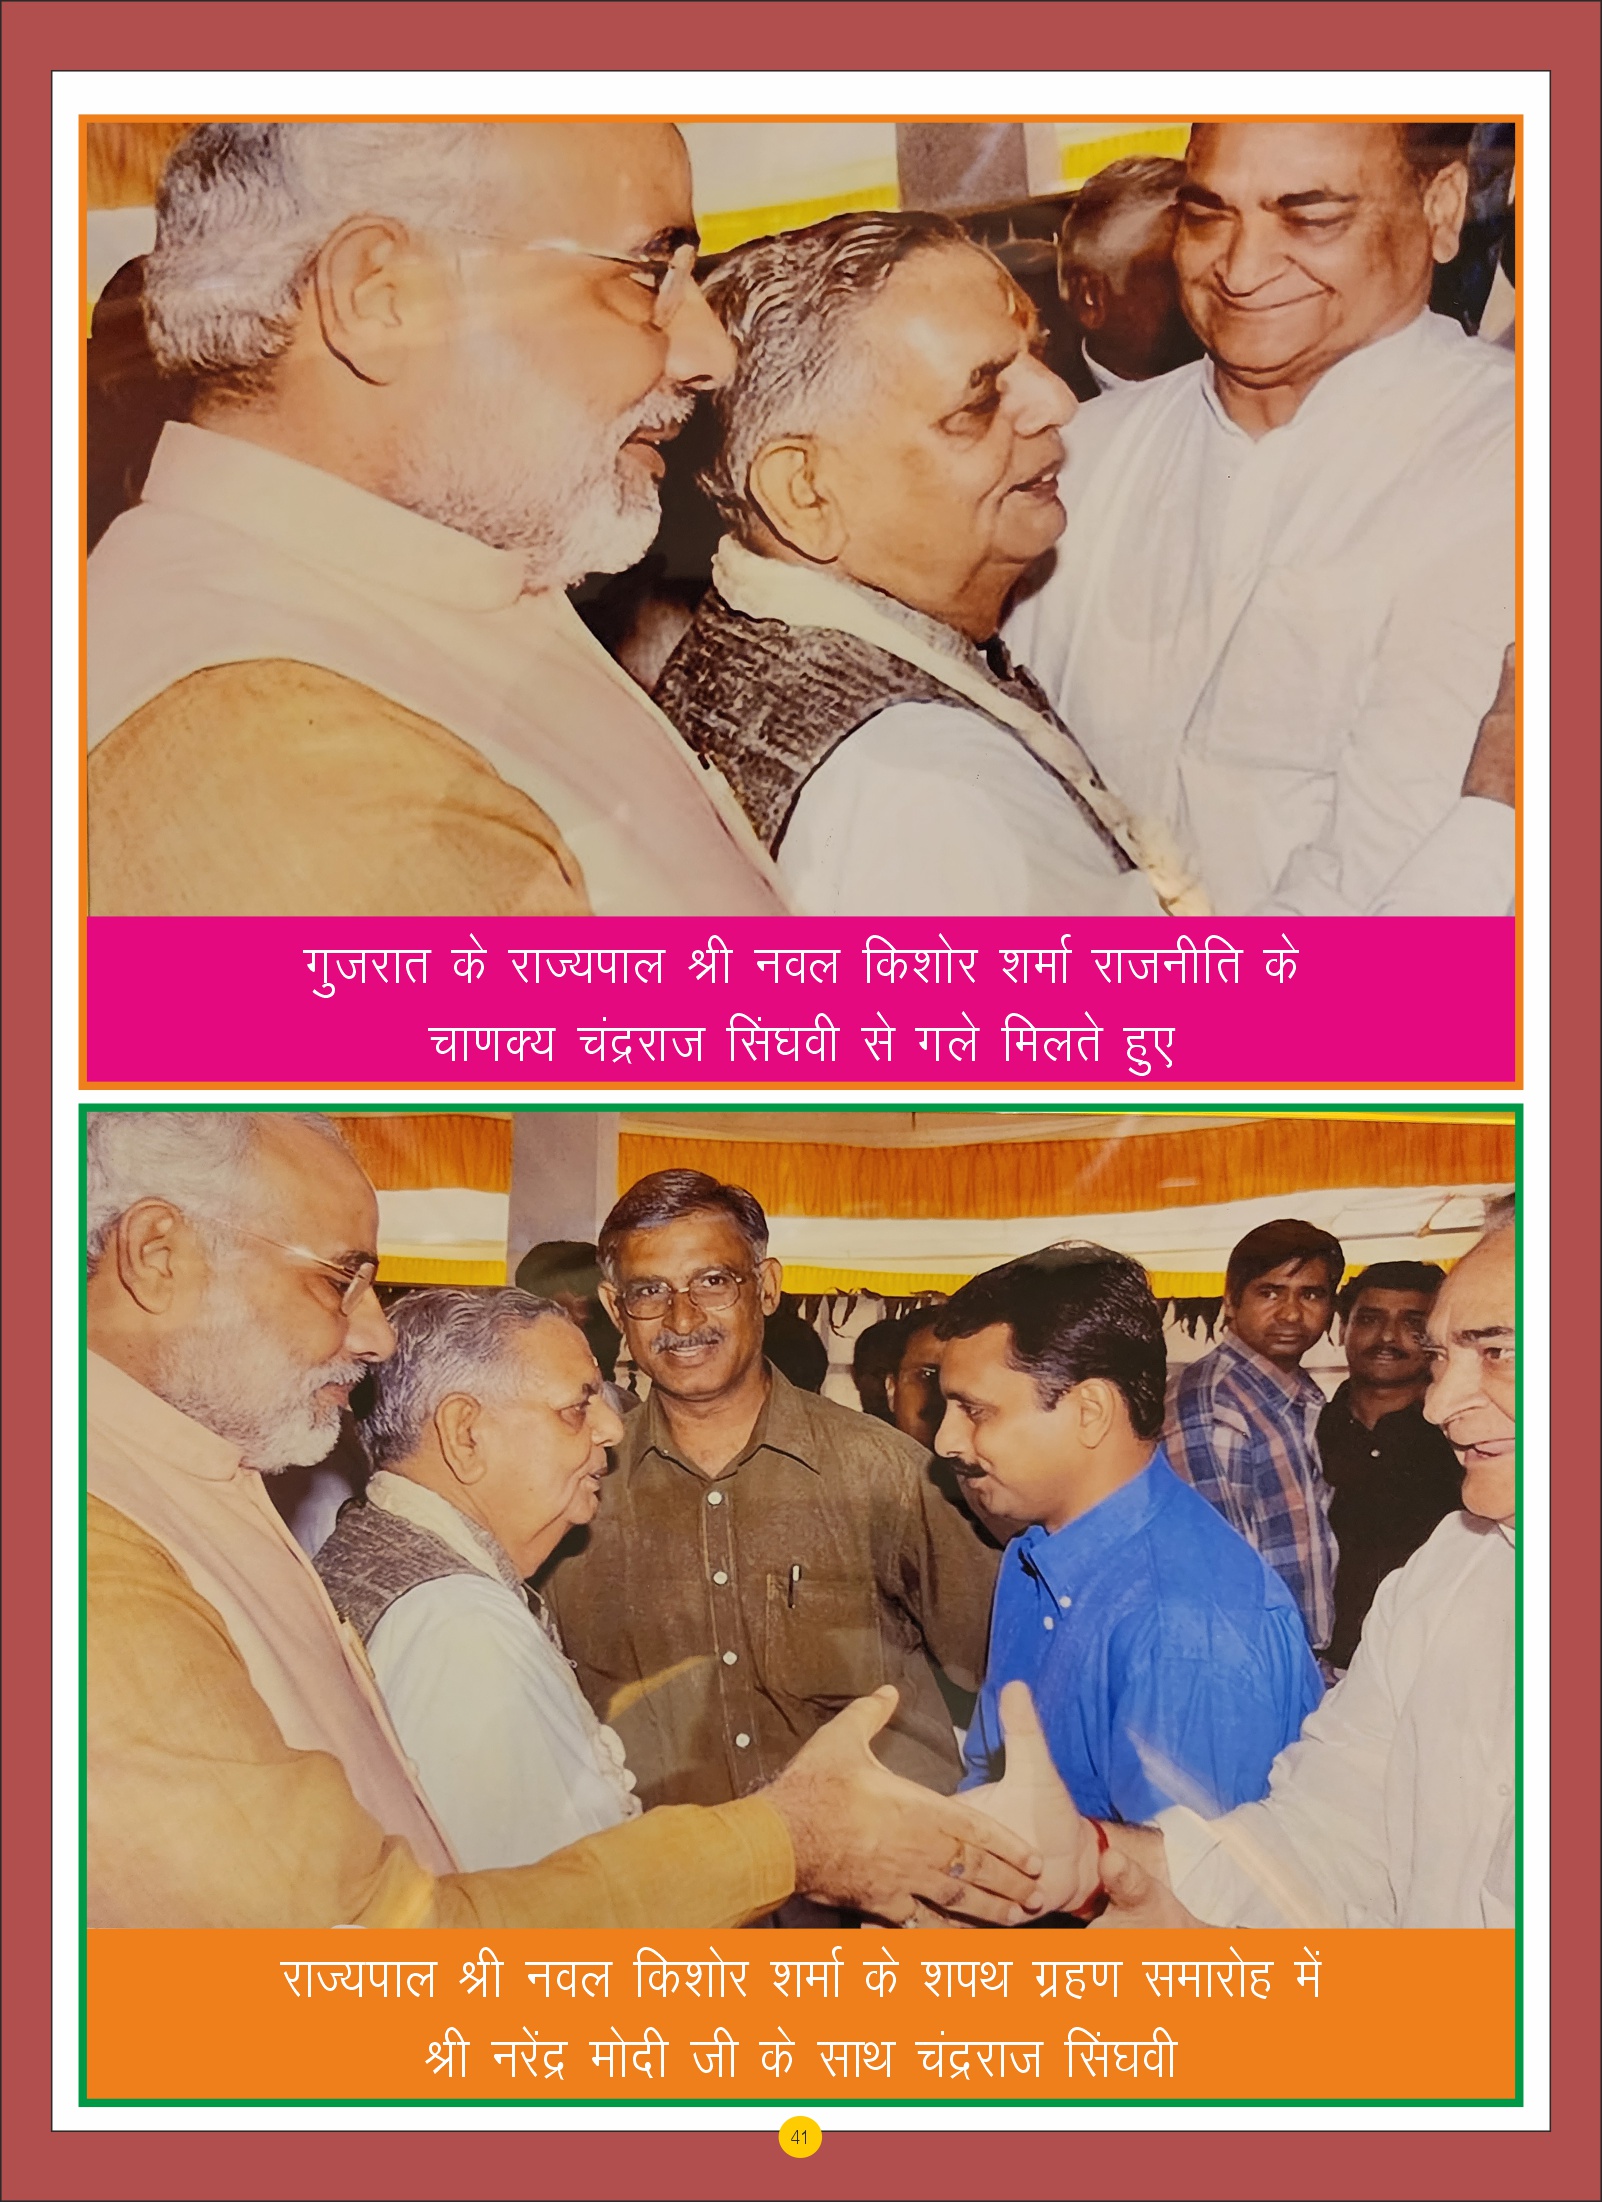 गुजरात के राज्यपाल श्री नवल किशोर शर्मा राजनीति के
चाणक्य चंद्रराज सिंघवी से गले मिलते हुए
राज्यपाल श्री नवल किशोर शर्मा के शपथ ग्रहण समारोह में
श्री नरेंद्र मोदी जी के साथ चंद्रराज सिंघवी
41